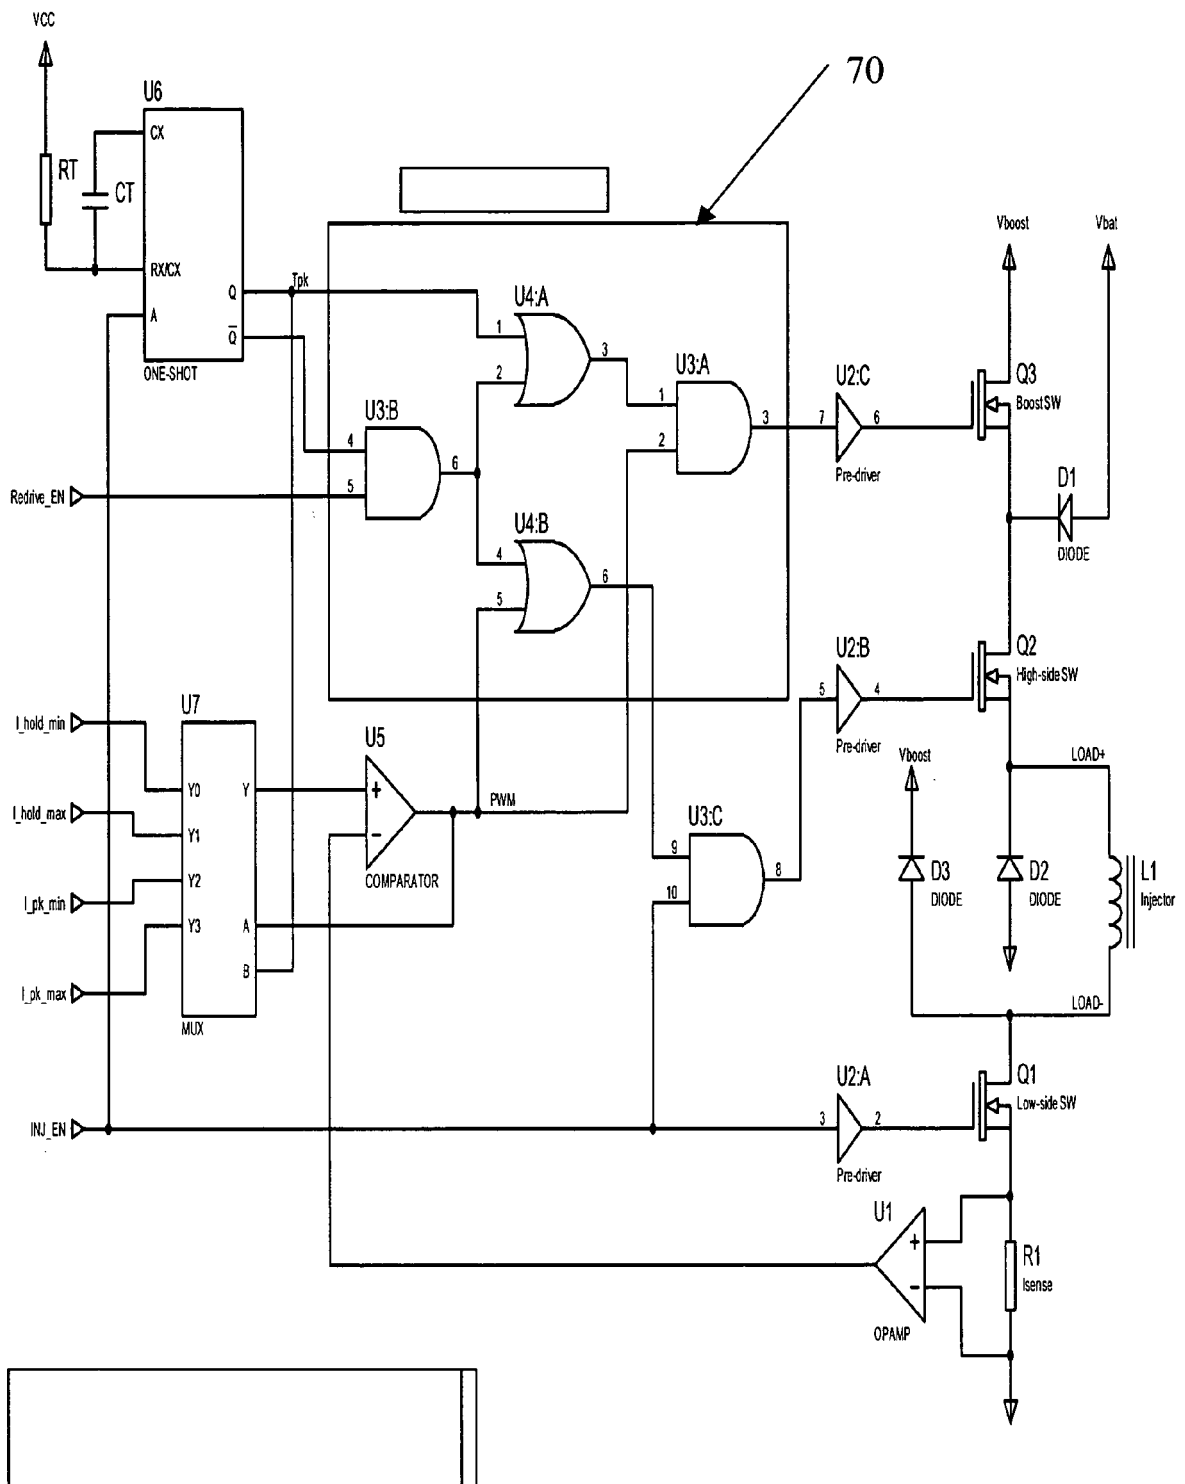 VCC
70
U6
CX
RT
CT
RX/CX
A
Q
Q
ONE-SHOT
Tpk
U4:A
1
2
3
U3:A
1
2
3
U3:B
4
5
6
Redrive_EN
U4:B
4
5
6
U2:C
7
6
Pre-driver
Vboost
Vbat
Q3
Boost SW
D1
DIODE
U2:B
5
4
Pre-driver
Q2
High-side SW
I_hold_min
I_hold_max
I_pk_min
I_pk_max
U7
Y0
Y1
Y2
Y3
Y
A
B
MUX
U5
+
-
COMPARATOR
PWM
U3:C
9
10
8
Vboost
LOAD+
D3
DIODE
D2
DIODE
L1
Injector
LOAD-
INJ_EN
U2:A
3
2
Pre-driver
Q1
Low-side SW
U1
+
-
OPAMP
R1
Isense